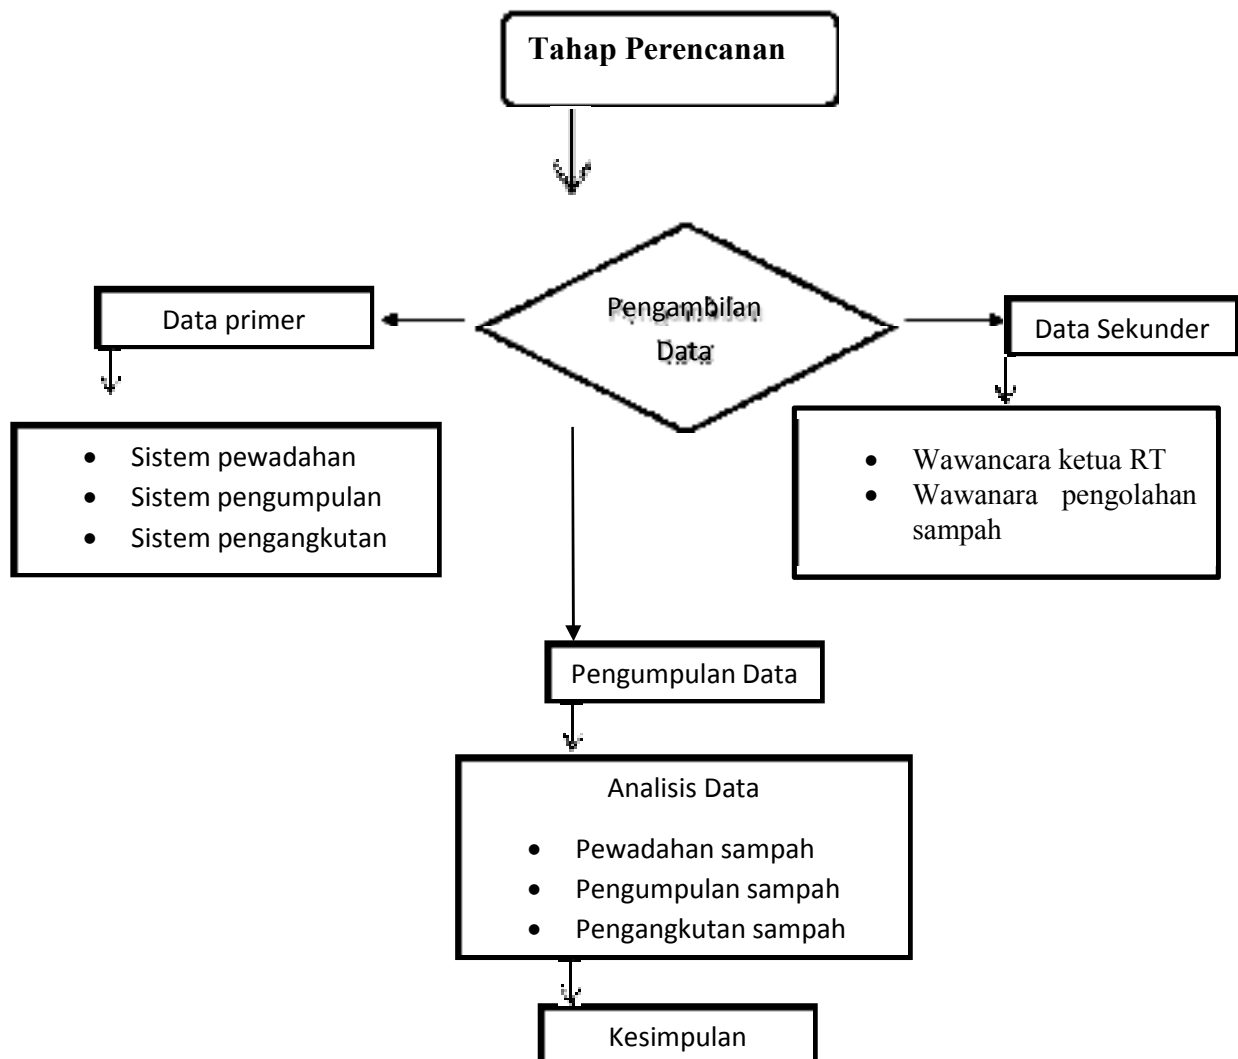 Tahap Perencanan
Pengambilan
Data
Data primer
Data Sekunder
• Sistem pewadahan
• Sistem pengumpulan
• Sistem pengangkutan
• Wawancara ketua RT
• Wawanara pengolahan
sampah
Pengumpulan Data
Analisis Data
• Pewadahan sampah
• Pengumpulan sampah
• Pengangkutan sampah
Kesimpulan